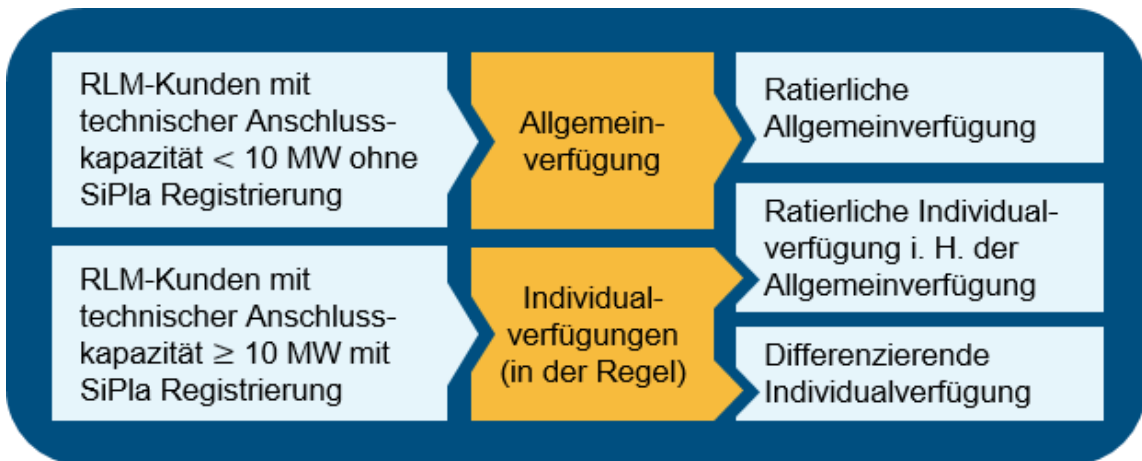 RLM-Kunden mit
technischer Anschluss-
kapazität < 10 MW ohne
SiPla Registrierung
Allgemein-
verfügung
Ratierliche
Allgemeinverfügung
RLM-Kunden mit
technischer Anschluss-
kapazität ≥ 10 MW mit
SiPla Registrierung
Individual-
verfügungen
(in der Regel)
Ratierliche Individual-
verfügung i. H. der
Allgemeinverfügung
Differenzierende
Individualverfügung